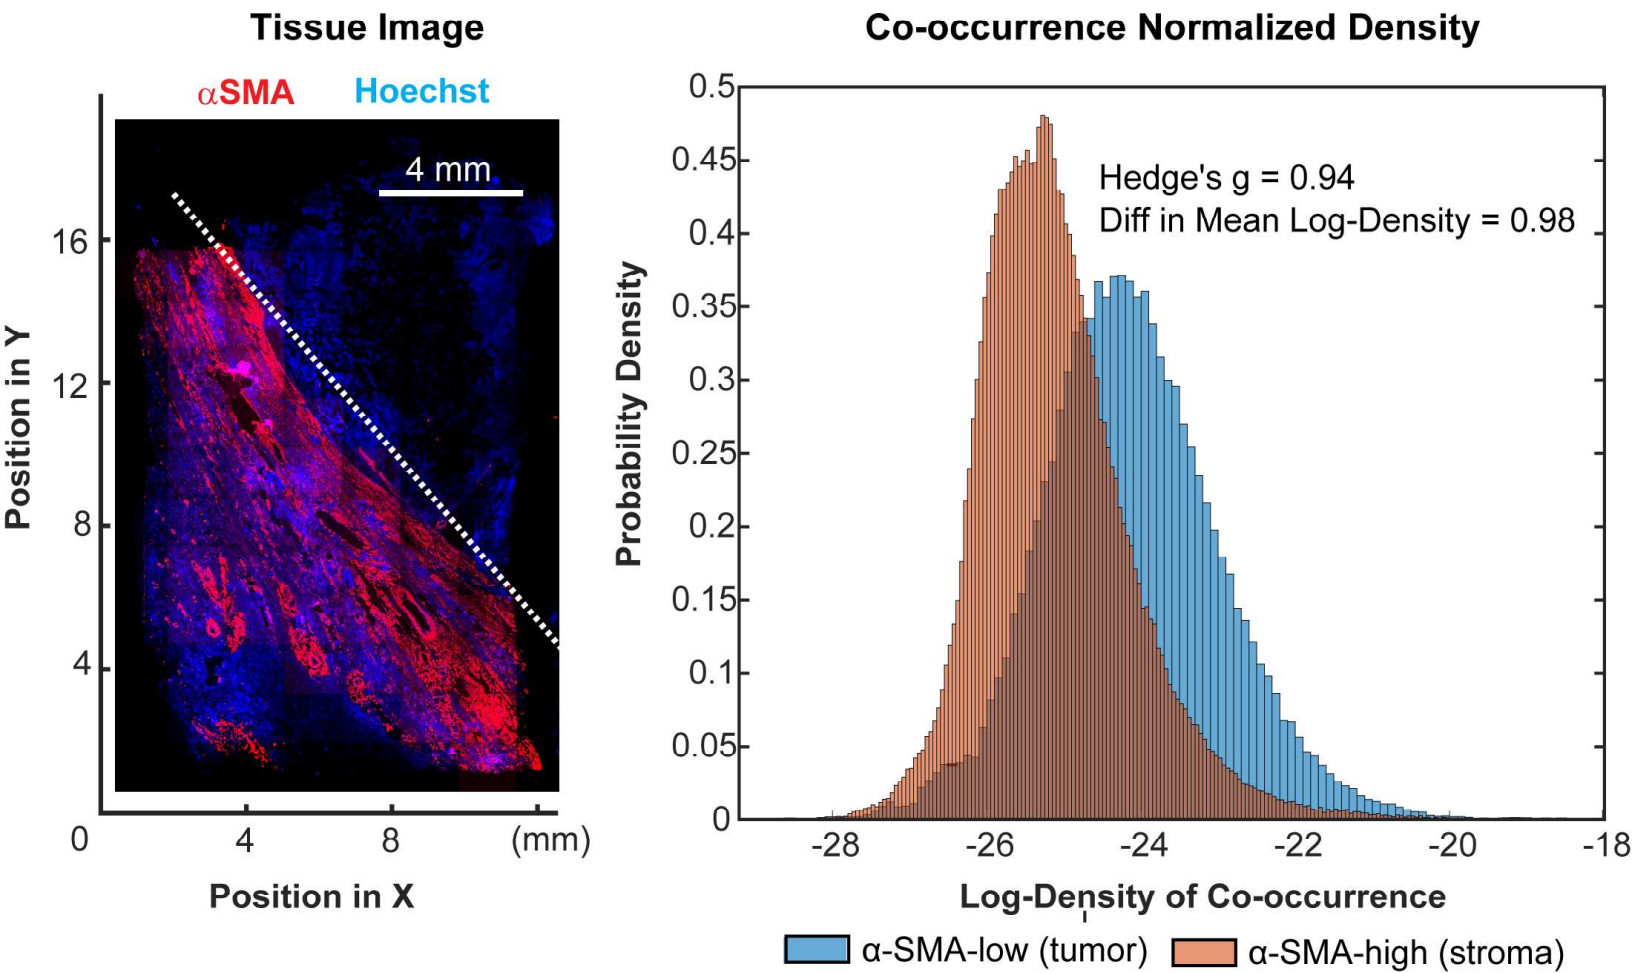 Tissue Image
αSMA Hoechst
4 mm
16
12
8
4
0
4
8
(mm)
Position in Y
Position in X
Co-occurrence Normalized Density
0.5
0.45
0.4
0.35
0.3
0.25
0.2
0.15
0.1
0.05
0
Probability Density
Hedge's g = 0.94
Diff in Mean Log-Density = 0.98
-28
-26
-24
-22
-20
-18
Log-Density of Co-occurrence
α-SMA-low (tumor)
α-SMA-high (stroma)